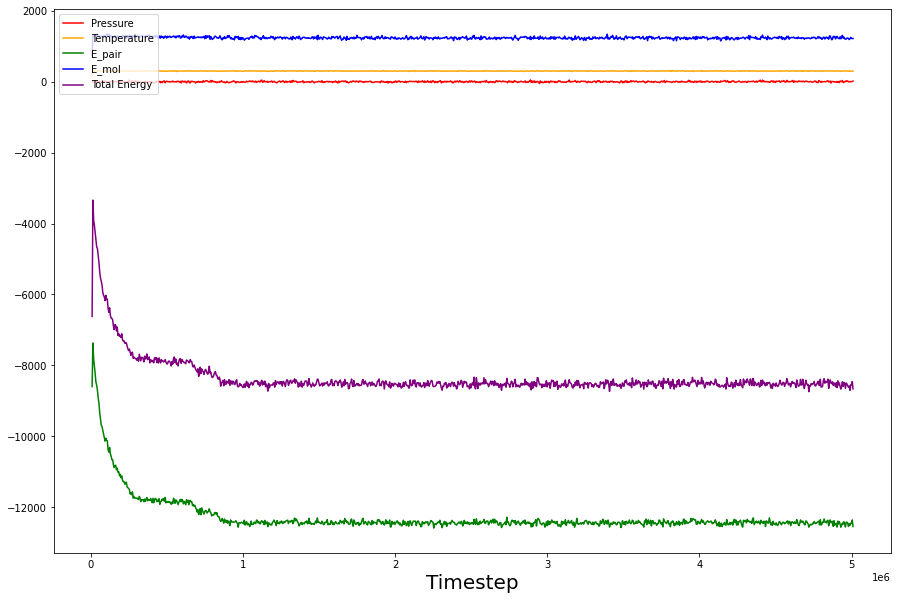 2000
0
−2000
−4000
−6000
−8000
−10000
−12000
Pressure
Temperature
E_pair
E_mol
Total Energy
0
1
2
3
4
5
1e6
Timestep